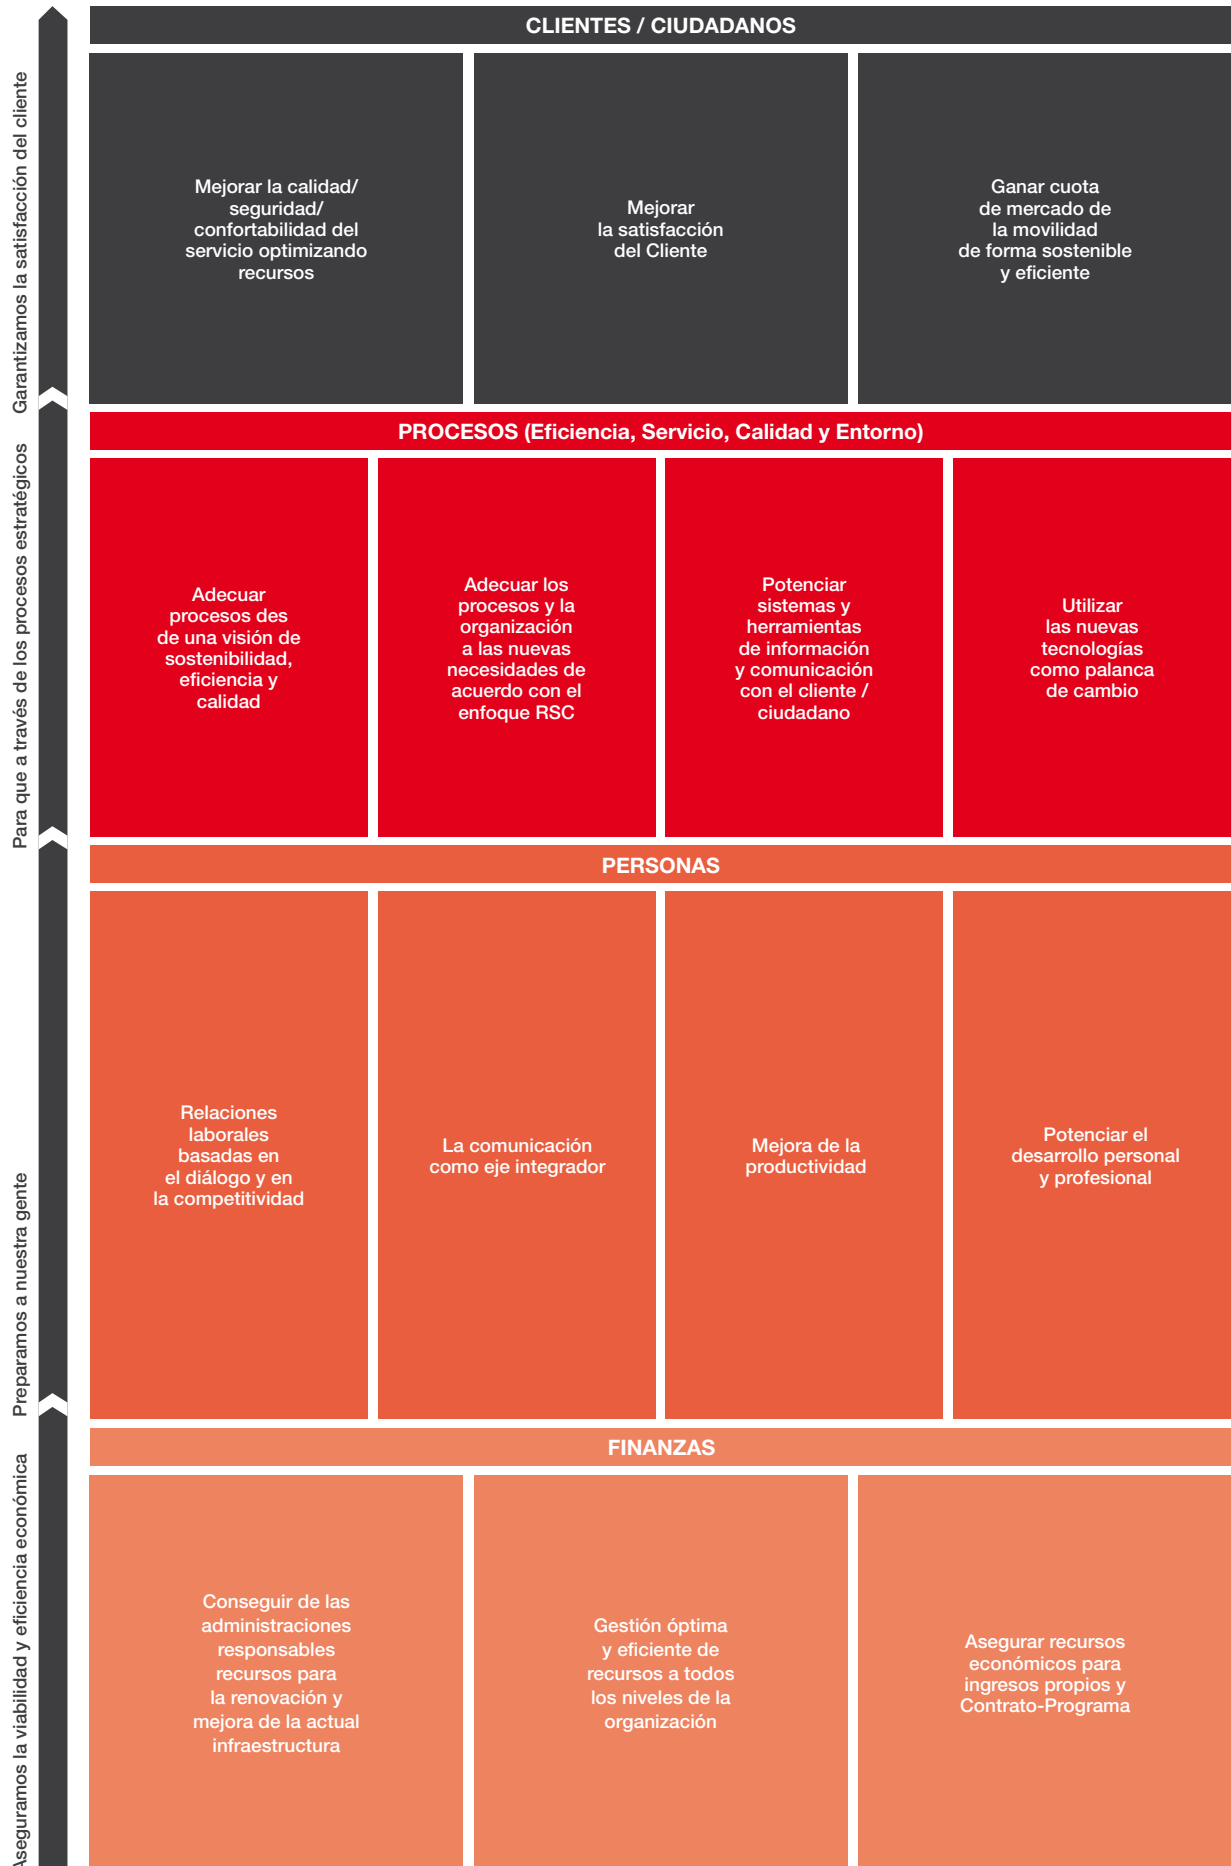 CLIENTES / CIUDADANOS
Garantizamos la satisfacción del cliente
Mejorar la calidad/
seguridad/
confortabilidad del
servicio optimizando
recursos
Mejorar
la satisfacción
del Cliente
Ganar cuota
de mercado de
la movilidad
de forma sostenible
y eficiente
PROCESOS (Eficiencia, Servicio, Calidad y Entorno)
Para que a través de los procesos estratégicos
Adecuar
procesos des
de una visión de
sostenibilidad,
eficiencia y
calidad
Adecuar los
procesos y la
organización
a las nuevas
necesidades de
acuerdo con el
enfoque RSC
Potenciar
sistemas y
herramientas
de información
y comunicación
con el cliente /
ciudadano
Utilizar
las nuevas
tecnologías
como palanca
de cambio
PERSONAS
Preparamos a nuestra gente
Relaciones
laborales
basadas en
el diálogo y en
la competitividad
La comunicación
como eje integrador
Mejora de la
productividad
Potenciar el
desarrollo personal
y profesional
FINANZAS
Aseguramos la viabilidad y eficiencia económica
Conseguir de las
administraciones
responsables
recursos para
la renovación y
mejora de la actual
infraestructura
Gestión óptima
y eficiente de
recursos a todos
los niveles de la
organización
Asegurar recursos
económicos para
ingresos propios y
Contrato-Programa